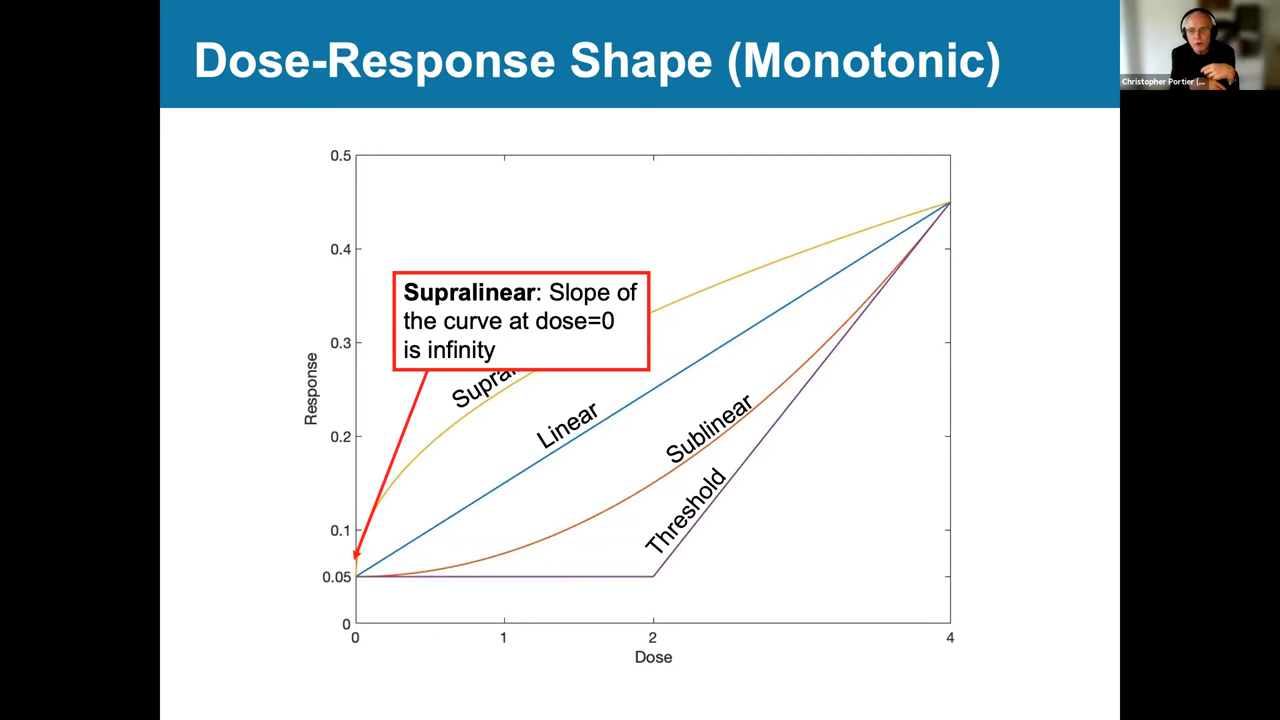 Dose-Response Shape (Monotonic)
Christopher Portier (...
0.5
0.4
0.3
0.2
0.1
0.05
0
Response
Supralinear: Slope of
the curve at dose=0
is infinity
Linear
Sublinear
Threshold
0
1
2
4
Dose